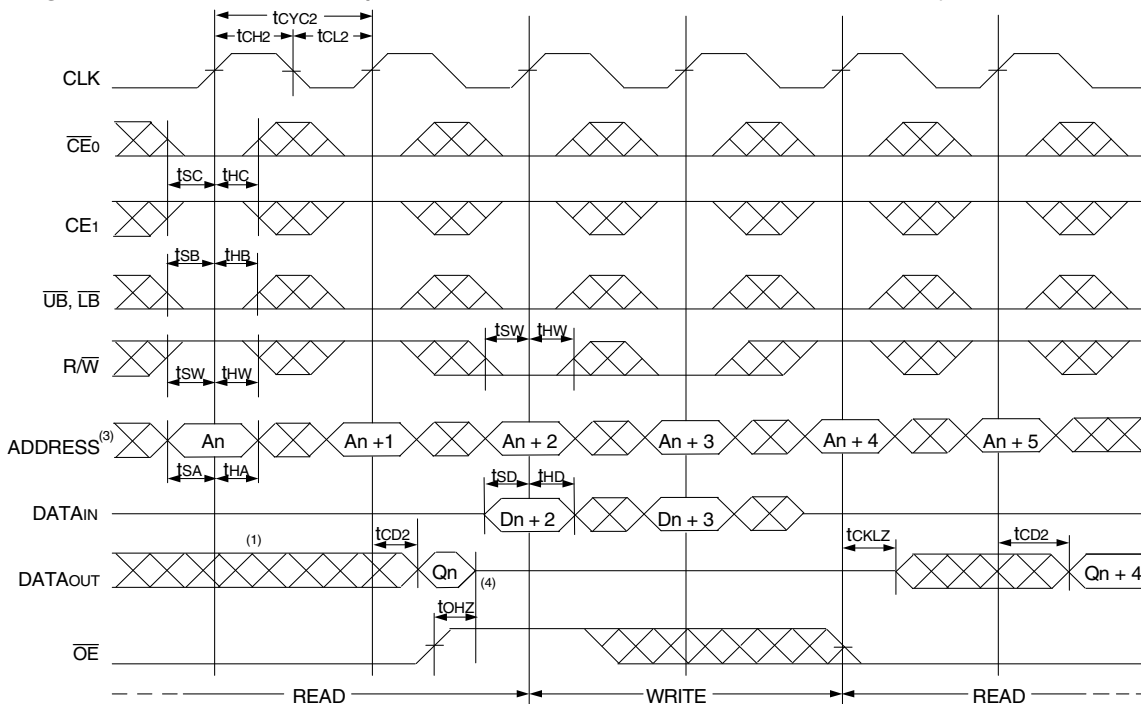 tCYC2
tCH2 tCL2
CLK
CE0
tSC tHC
CE1
tSB tHB
UB, LB
tSW tHW
R/W
tSW tHW
ADDRESS(3) An An +1 An + 2 An + 3 An + 4 An + 5
tSA tHA
tSD tHD
DATAIN Dn + 2 Dn + 3
(1) tCD2 tCKLZ tCD2
DATAOUT Qn (4) Qn + 4
tOHZ
OE
READ WRITE READ